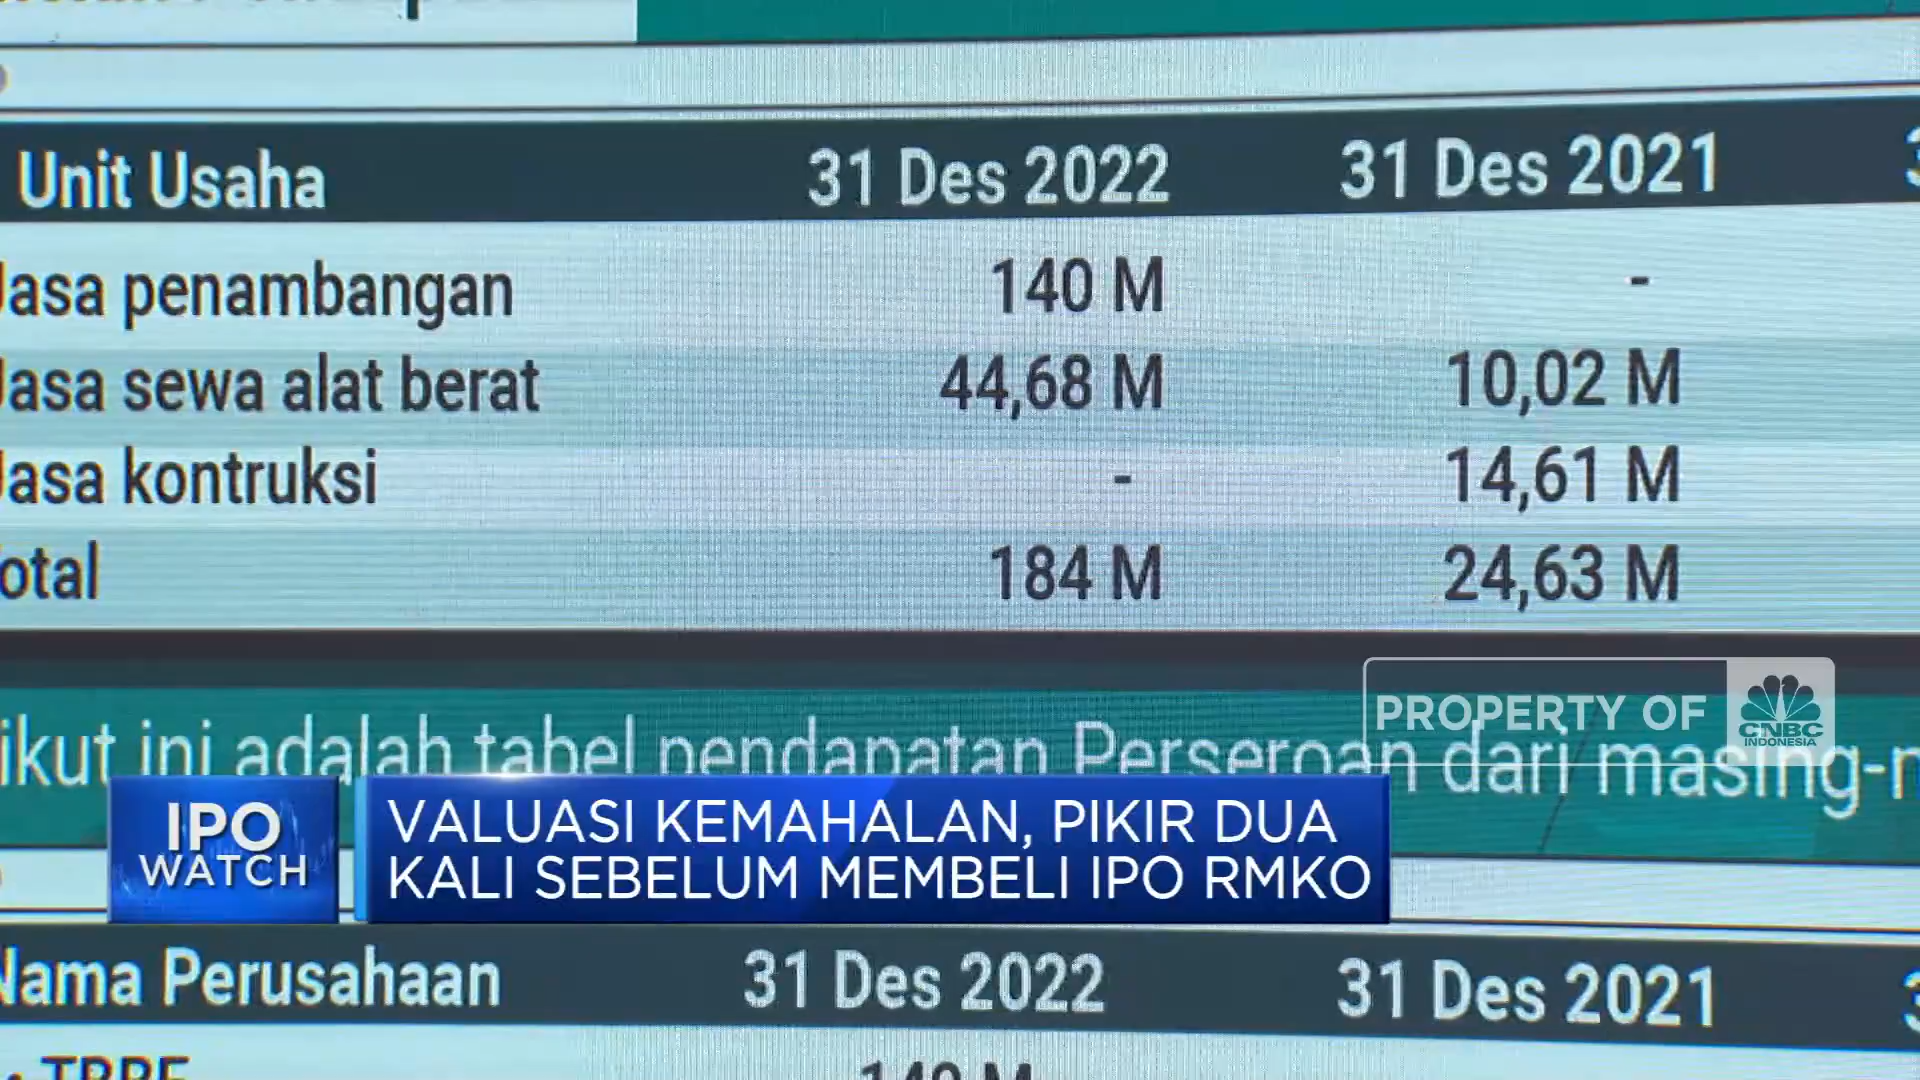 Unit Usaha 31 Des 2022 31 Des 2021
Jasa penambangan 140 M -
Jasa sewa alat berat 44,68 M 10,02 M
Jasa kontruksi - 14,61 M
otal 184 M 24,63 M
PROPERTY OF CNBC INDONESIA
ikut ini adalah tabel pendapatan Perseroan dari masing-
IPO WATCH
VALUASI KEMAHALAN, PIKIR DUA
KALI SEBELUM MEMBELI IPO RMKO
Nama Perusahaan 31 Des 2022 31 Des 2021